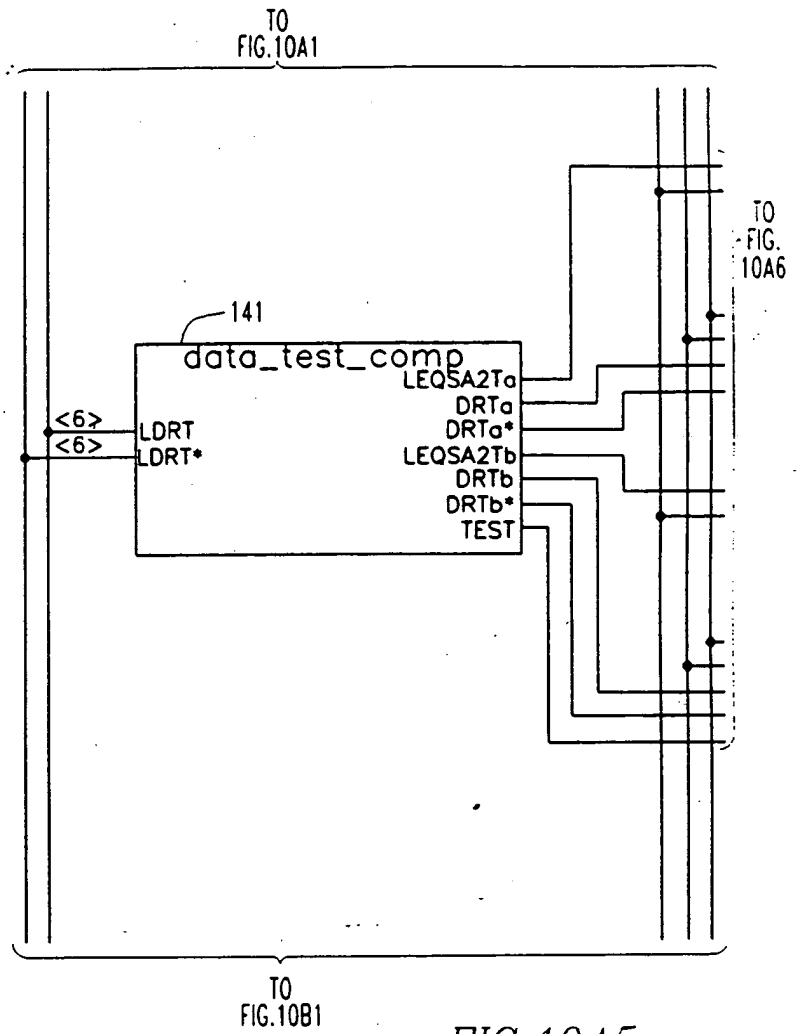 TO
FIG.10A1
TO
FIG.
10A6
141
data_test_comp
LEQSA2Ta
DRTa
<6>
LDRT
DRTa*
<6>
LDRT*
LEQSA2Tb
DRTb
DRTb*
TEST
TO
FIG.10B1
FIG.10A5